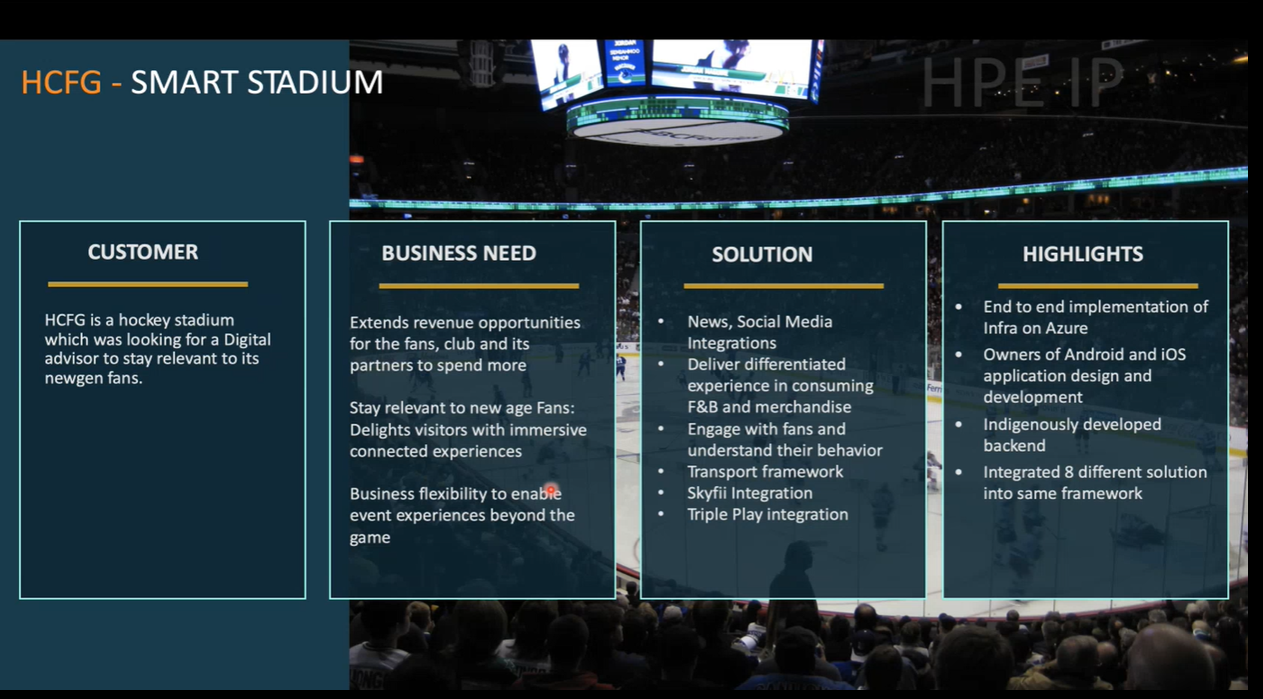 HCFG - SMART STADIUM
HPE IP
CUSTOMER
HCFG is a hockey stadium
which was looking for a Digital
advisor to stay relevant to its
newgen fans.
BUSINESS NEED
Extends revenue opportunities
for the fans, club and its
partners to spend more
Stay relevant to new age Fans:
Delights visitors with immersive
connected experiences
Business flexibility to enable
event experiences beyond the
game
SOLUTION
• News, Social Media
Integrations
• Deliver differentiated
experience in consuming
F&B and merchandise
• Engage with fans and
understand their behavior
• Transport framework
• Skyfii Integration
• Triple Play integration
HIGHLIGHTS
• End to end implementation of
Infra on Azure
• Owners of Android and iOS
application design and
development
• Indigenously developed
backend
• Integrated 8 different solution
into same framework